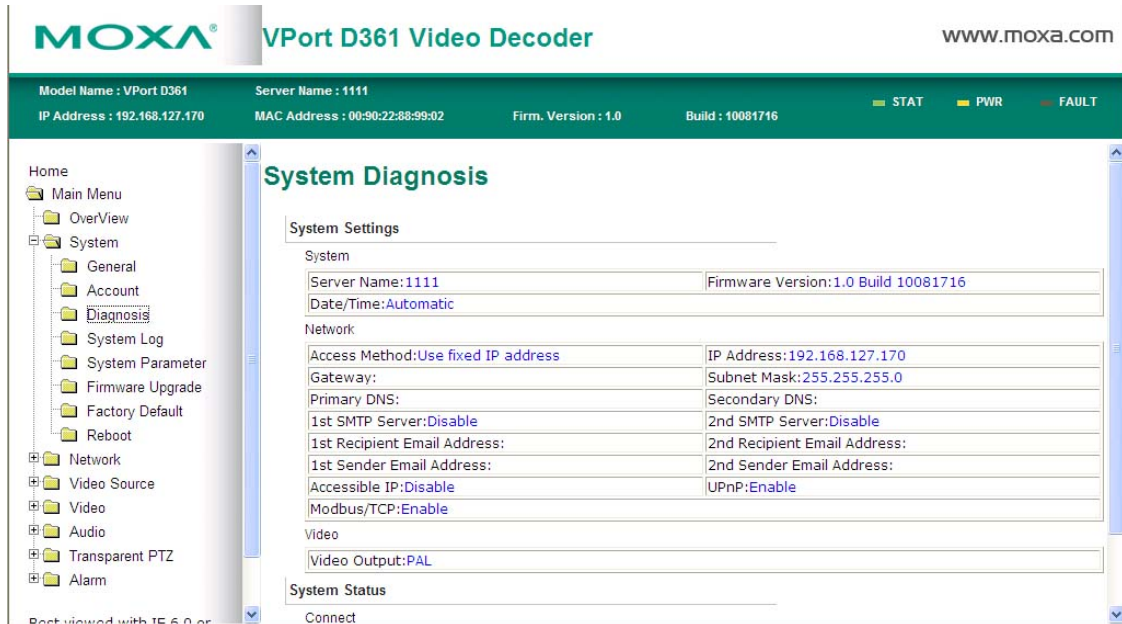 MOXA®
VPort D361 Video Decoder
www.moxa.com
Model Name : VPort D361
Server Name : 1111
STAT
PWR
FAULT
IP Address : 192.168.127.170
MAC Address : 00:90:22:88:99:02
Firm. Version : 1.0
Build : 10081716
Home
Main Menu
OverView
System
General
Account
Diagnosis
System Log
System Parameter
Firmware Upgrade
Factory Default
Reboot
Network
Video Source
Video
Audio
Transparent PTZ
Alarm
Best viewed with IE 6.0 or
System Diagnosis
System Settings
System
Server Name:1111
Firmware Version:1.0 Build 10081716
Date/Time:Automatic
Network
Access Method:Use fixed IP address
IP Address:192.168.127.170
Gateway:
Subnet Mask:255.255.255.0
Primary DNS:
Secondary DNS:
1st SMTP Server:Disable
2nd SMTP Server:Disable
1st Recipient Email Address:
2nd Recipient Email Address:
1st Sender Email Address:
2nd Sender Email Address:
Accessible IP:Disable
UPnP:Enable
Modbus/TCP:Enable
Video
Video Output:PAL
System Status
Connect